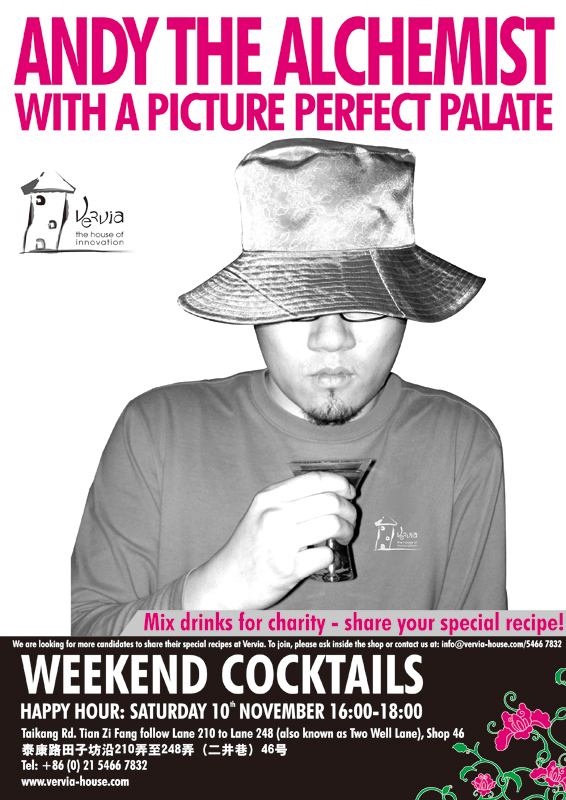 ANDY THE ALCHEMIST
WITH A PICTURE PERFECT PALATE
Vervia
the house of
innovation
Vervia
the house of
innovation
Mix drinks for charity - share your special recipe!
We are looking for more candidates to share their special recipes at Vervia. To join, please ask inside the shop or contact us at: info@vervia-house.com/5466 7832
WEEKEND COCKTAILS
HAPPY HOUR: SATURDAY 10th NOVEMBER 16:00-18:00
Taikang Rd. Tian Zi Fang follow Lane 210 to Lane 248 (also known as Two Well Lane), Shop 46
泰康路田子坊沿210弄至248弄 （二井巷）46号
Tel: +86 (0) 21 5466 7832
www.vervia-house.com